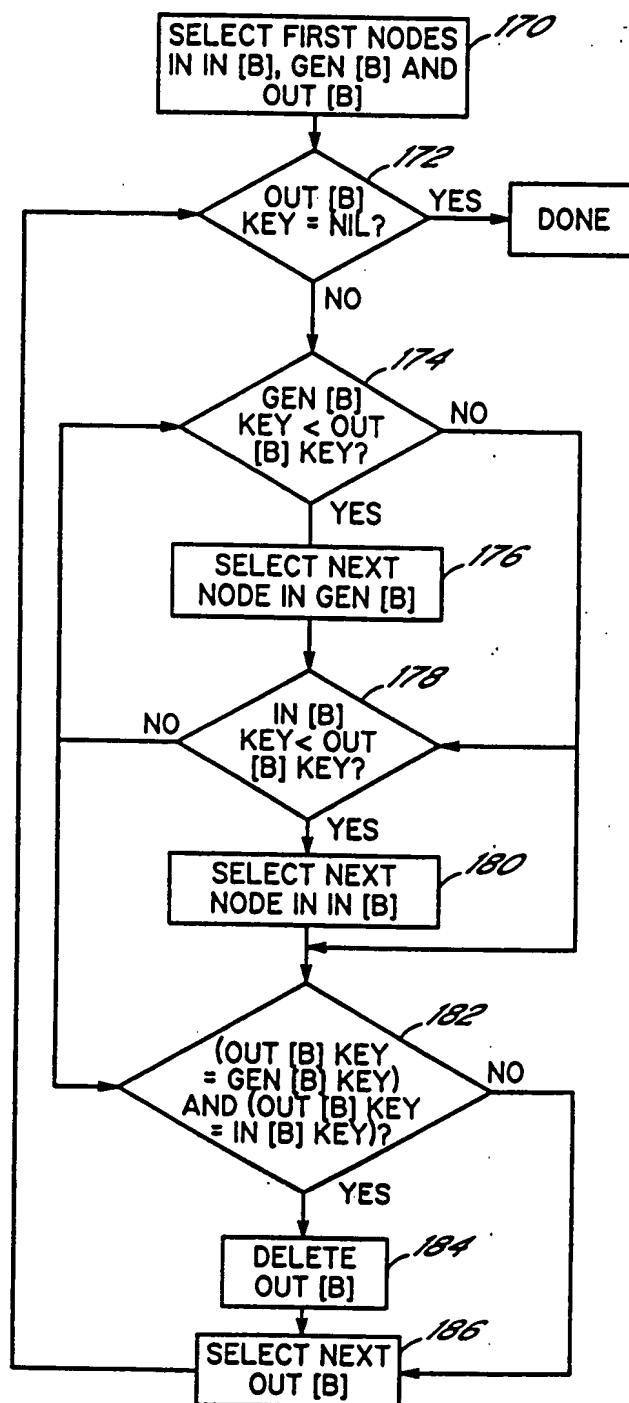 SELECT FIRST NODES
IN IN [B], GEN [B] AND
OUT [B]
170
172
OUT [B]
KEY = NIL?
YES
DONE
NO
174
GEN [B]
KEY < OUT
[B] KEY?
NO
YES
176
SELECT NEXT
NODE IN GEN [B]
178
IN [B]
KEY< OUT
[B] KEY?
NO
YES
180
SELECT NEXT
NODE IN IN [B]
182
(OUT [B] KEY
= GEN [B] KEY)
AND (OUT [B] KEY
= IN [B] KEY)?
NO
YES
184
DELETE
OUT [B]
186
SELECT NEXT
OUT [B]